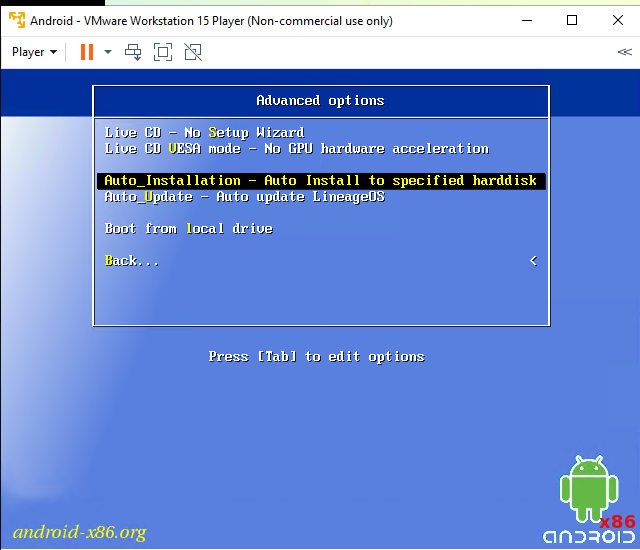 Android - VMware Workstation 15 Player (Non-commercial use only)
Player
Advanced options
Live CD - No Setup Wizard
Live CD VESA mode - No GPU hardware acceleration
Auto_Installation - Auto Install to specified harddisk
Auto_Update - Auto update LineageOS
Boot from local drive
Back... <
Press [Tab] to edit options
android-x86.org
x86
ANDROID